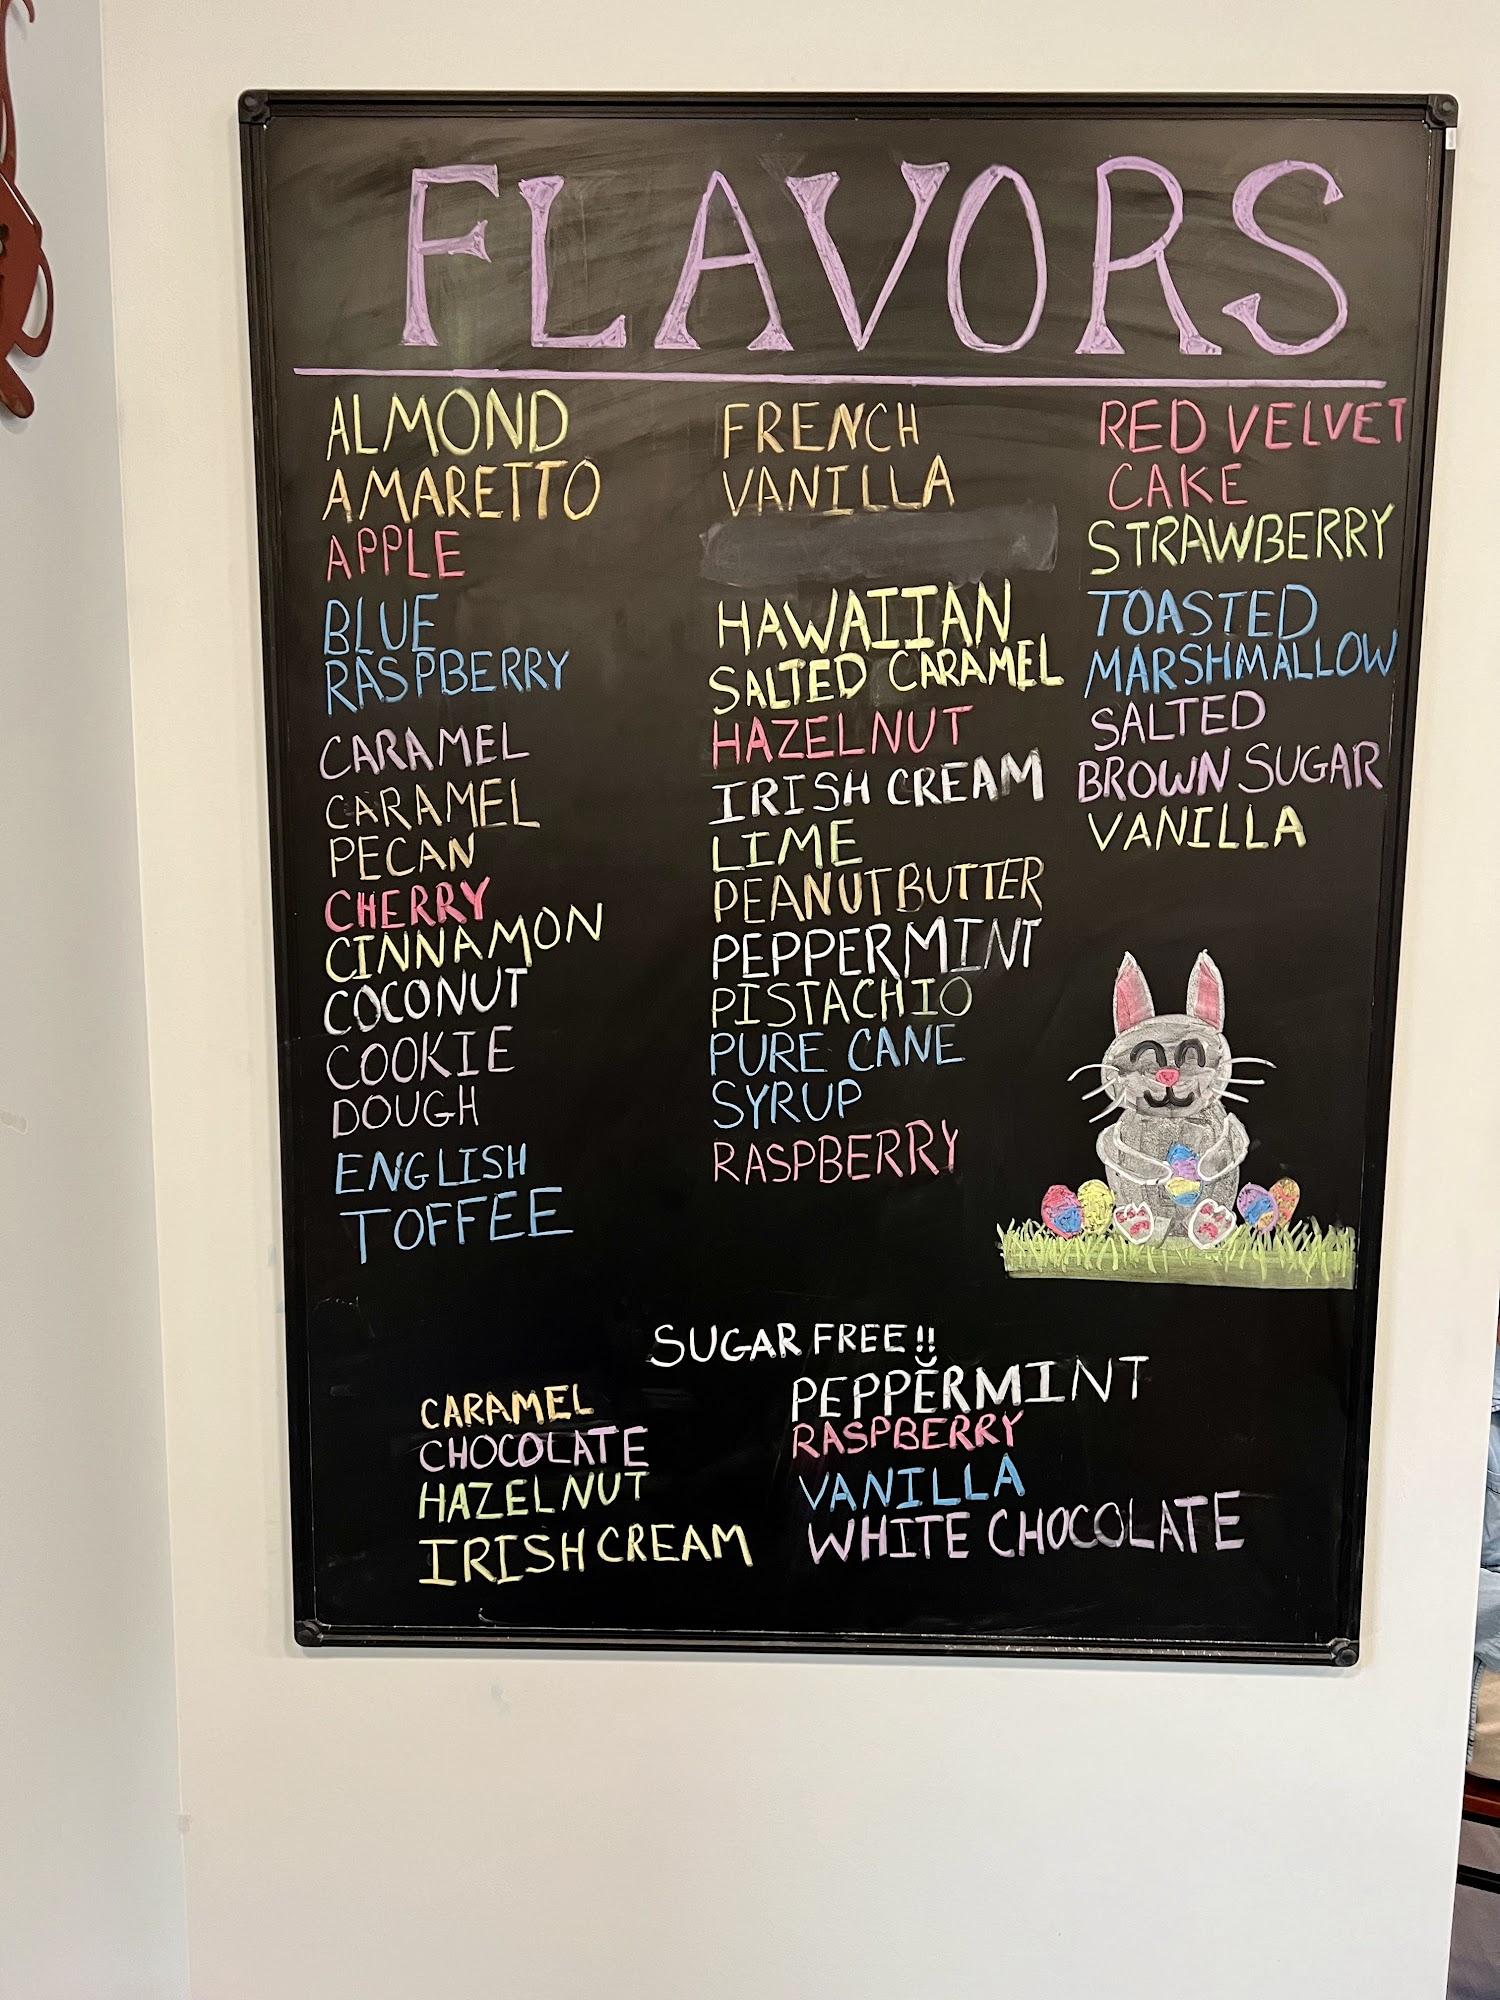 FLAVORS
ALMOND
AMARETTO
APPLE
BLUE
RASPBERRY
CARAMEL
CARAMEL
PECAN
CHERRY
CINNAMON
COCONUT
COOKIE
DOUGH
ENGLISH
TOFFEE
FRENCH
VANILLA
HAWAIIAN
SALTED CARAMEL
HAZELNUT
IRISH CREAM
LIME
PEANUT BUTTER
PEPPERMINT
PISTACHIO
PURE CANE
SYRUP
RASPBERRY
RED VELVET
CAKE
STRAWBERRY
TOASTED
MARSHMALLOW
SALTED
BROWN SUGAR
VANILLA
SUGAR FREE!!
CARAMEL
CHOCOLATE
HAZELNUT
IRISH CREAM
PEPPERMINT
RASPBERRY
VANILLA
WHITE CHOCOLATE